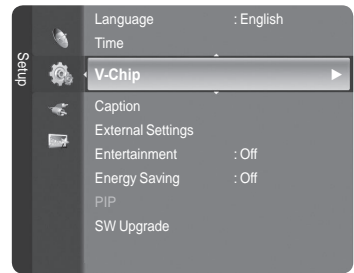 Setup
Language : English
Time
V-Chip
Caption
External Settings
Entertainment : Off
Energy Saving : Off
PIP
SW Upgrade